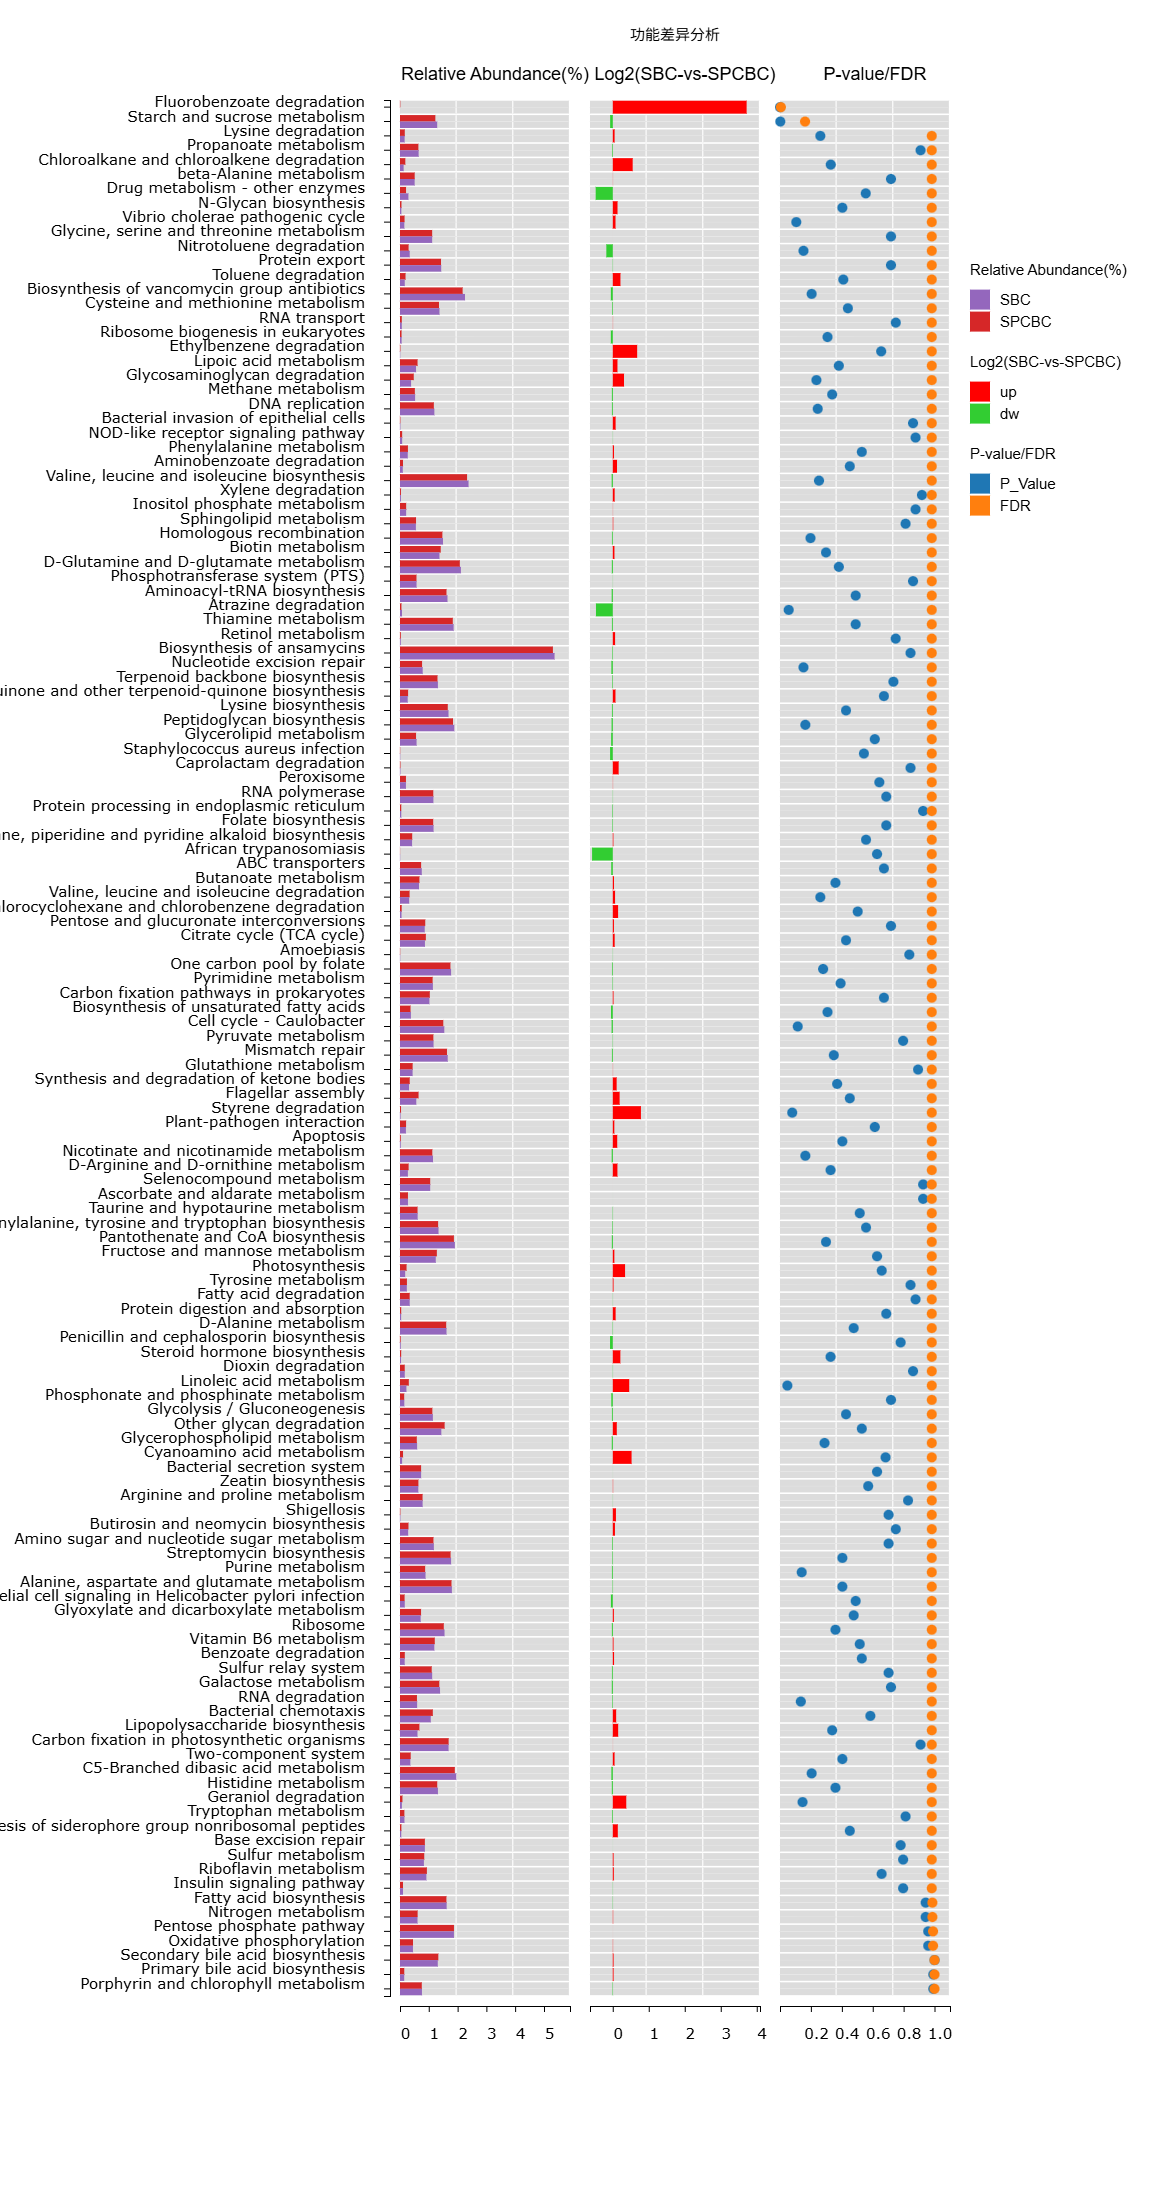 功能差异分析
Relative Abundance(%) Log2(SBC-vs-SPCBC) P-value/FDR
Fluorobenzoate degradation
Starch and sucrose metabolism
Lysine degradation
Propanoate metabolism
Chloroalkane and chloroalkene degradation
beta-Alanine metabolism
Drug metabolism - other enzymes
N-Glycan biosynthesis
Vibrio cholerae pathogenic cycle
Glycine, serine and threonine metabolism
Nitrotoluene degradation
Protein export
Toluene degradation
Biosynthesis of vancomycin group antibiotics
Cysteine and methionine metabolism
RNA transport
Ribosome biogenesis in eukaryotes
Ethylbenzene degradation
Lipoic acid metabolism
Glycosaminoglycan degradation
Methane metabolism
DNA replication
Bacterial invasion of epithelial cells
NOD-like receptor signaling pathway
Phenylalanine metabolism
Aminobenzoate degradation
Valine, leucine and isoleucine biosynthesis
Xylene degradation
Inositol phosphate metabolism
Sphingolipid metabolism
Homologous recombination
Biotin metabolism
D-Glutamine and D-glutamate metabolism
Phosphotransferase system (PTS)
Aminoacyl-tRNA biosynthesis
Atrazine degradation
Thiamine metabolism
Retinol metabolism
Biosynthesis of ansamycins
Nucleotide excision repair
Terpenoid backbone biosynthesis
uinone and other terpenoid-quinone biosynthesis
Lysine biosynthesis
Peptidoglycan biosynthesis
Glycerolipid metabolism
Staphylococcus aureus infection
Caprolactam degradation
Peroxisome
RNA polymerase
Protein processing in endoplasmic reticulum
Folate biosynthesis
ne, piperidine and pyridine alkaloid biosynthesis
African trypanosomiasis
ABC transporters
Butanoate metabolism
Valine, leucine and isoleucine degradation
lorocyclohexane and chlorobenzene degradation
Pentose and glucuronate interconversions
Citrate cycle (TCA cycle)
Amoebiasis
One carbon pool by folate
Pyrimidine metabolism
Carbon fixation pathways in prokaryotes
Biosynthesis of unsaturated fatty acids
Cell cycle - Caulobacter
Pyruvate metabolism
Mismatch repair
Glutathione metabolism
Synthesis and degradation of ketone bodies
Flagellar assembly
Styrene degradation
Plant-pathogen interaction
Apoptosis
Nicotinate and nicotinamide metabolism
D-Arginine and D-ornithine metabolism
Selenocompound metabolism
Ascorbate and aldarate metabolism
Taurine and hypotaurine metabolism
nylalanine, tyrosine and tryptophan biosynthesis
Pantothenate and CoA biosynthesis
Fructose and mannose metabolism
Photosynthesis
Tyrosine metabolism
Fatty acid degradation
Protein digestion and absorption
D-Alanine metabolism
Penicillin and cephalosporin biosynthesis
Steroid hormone biosynthesis
Dioxin degradation
Linoleic acid metabolism
Phosphonate and phosphinate metabolism
Glycolysis / Gluconeogenesis
Other glycan degradation
Glycerophospholipid metabolism
Cyanoamino acid metabolism
Bacterial secretion system
Zeatin biosynthesis
Arginine and proline metabolism
Shigellosis
Butirosin and neomycin biosynthesis
Amino sugar and nucleotide sugar metabolism
Streptomycin biosynthesis
Purine metabolism
Alanine, aspartate and glutamate metabolism
elial cell signaling in Helicobacter pylori infection
Glyoxylate and dicarboxylate metabolism
Ribosome
Vitamin B6 metabolism
Benzoate degradation
Sulfur relay system
Galactose metabolism
RNA degradation
Bacterial chemotaxis
Lipopolysaccharide biosynthesis
Carbon fixation in photosynthetic organisms
Two-component system
C5-Branched dibasic acid metabolism
Histidine metabolism
Geraniol degradation
Tryptophan metabolism
esis of siderophore group nonribosomal peptides
Base excision repair
Sulfur metabolism
Riboflavin metabolism
Insulin signaling pathway
Fatty acid biosynthesis
Nitrogen metabolism
Pentose phosphate pathway
Oxidative phosphorylation
Secondary bile acid biosynthesis
Primary bile acid biosynthesis
Porphyrin and chlorophyll metabolism
0 1 2 3 4 5 0 1 2 3 4 0.2 0.4 0.6 0.8 1.0
Relative Abundance(%)
SBC
SPCBC
Log2(SBC-vs-SPCBC)
up
dw
P-value/FDR
P_Value
FDR